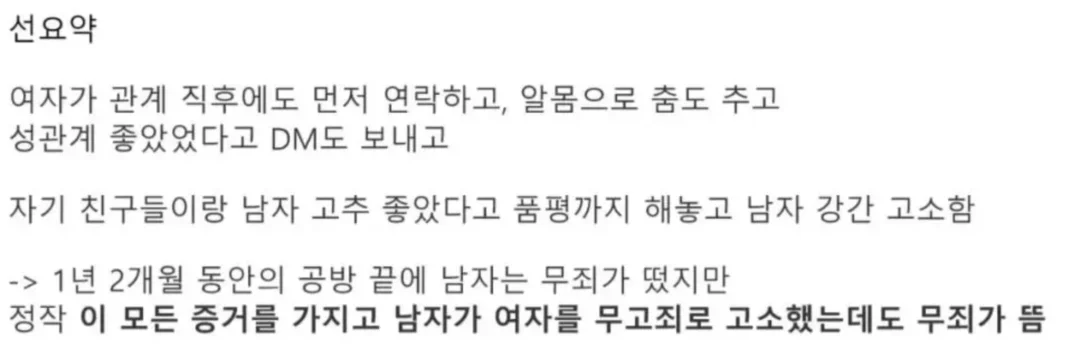 선요약
여자가 관계 직후에도 먼저 연락하고, 알몸으로 춤도 추고
성관계 좋았었다고 DM도 보내고
자기 친구들이랑 남자 고추 좋았다고 품평까지 해놓고 남자 강간 고소함
-> 1년 2개월 동안의 공방 끝에 남자는 무죄가 떴지만
정작 이 모든 증거를 가지고 남자가 여자를 무고죄로 고소했는데도 무죄가 뜸